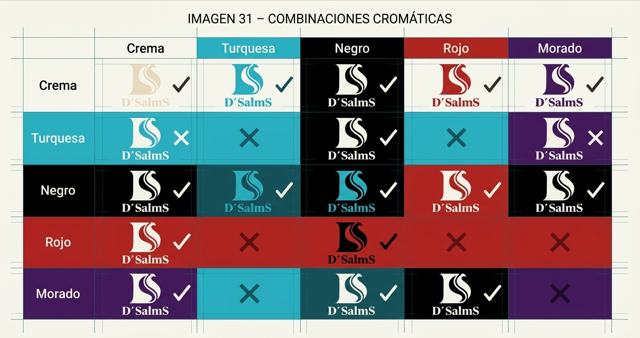 IMAGEN 31 – COMBINACIONES CROMÁTICAS
Crema Turquesa Negro Rojo Morado
Crema D´SalmS D´SalmS D´SalmS D´SalmS D´SalmS
Turquesa D´SalmS D´SalmS D´SalmS
Negro D´SalmS D´SalmS D´SalmS D´SalmS D´SalmS
Rojo D´SalmS D´SalmS
Morado D´SalmS D´SalmS D´SalmS